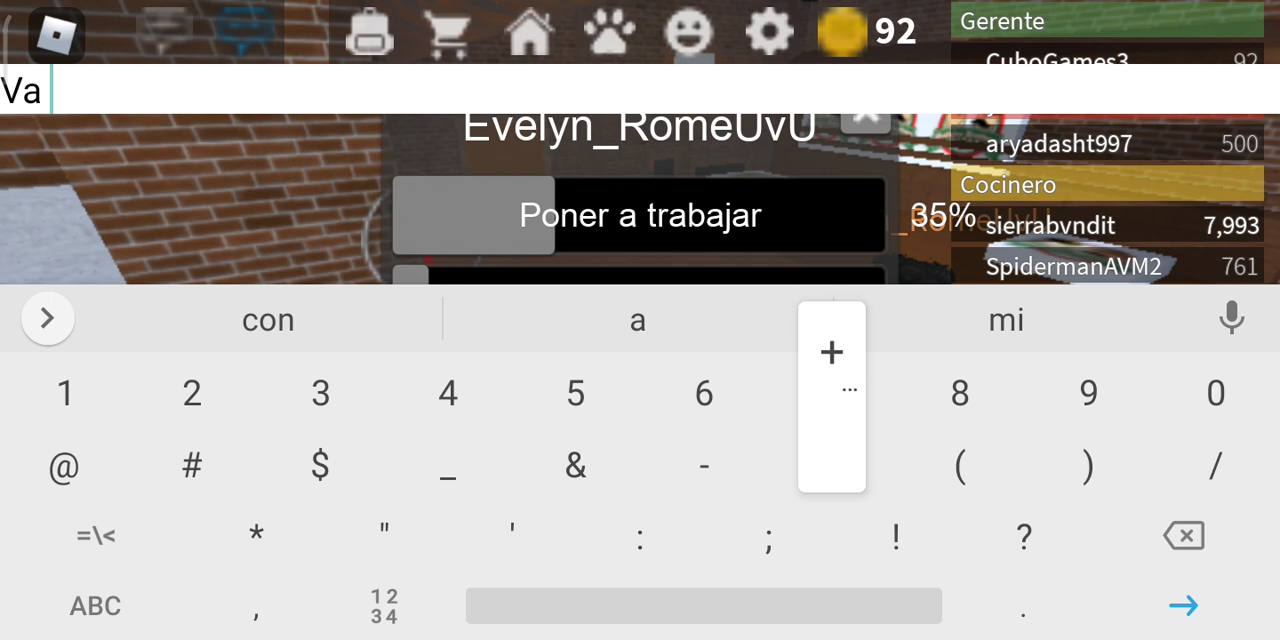 92
Gerente
CuboGames3 92
Va
Evelyn_RomeUvU
aryadasht997 500
Cocinero
Poner a trabajar 35%
sierrabvndit 7,993
SpidermanAVM2 761
con a mi
1 2 3 4 5 6 + ... 8 9 0
@ # $ _ & - ( ) /
=\< * " ' : ; ! ?
ABC , 12 34 .